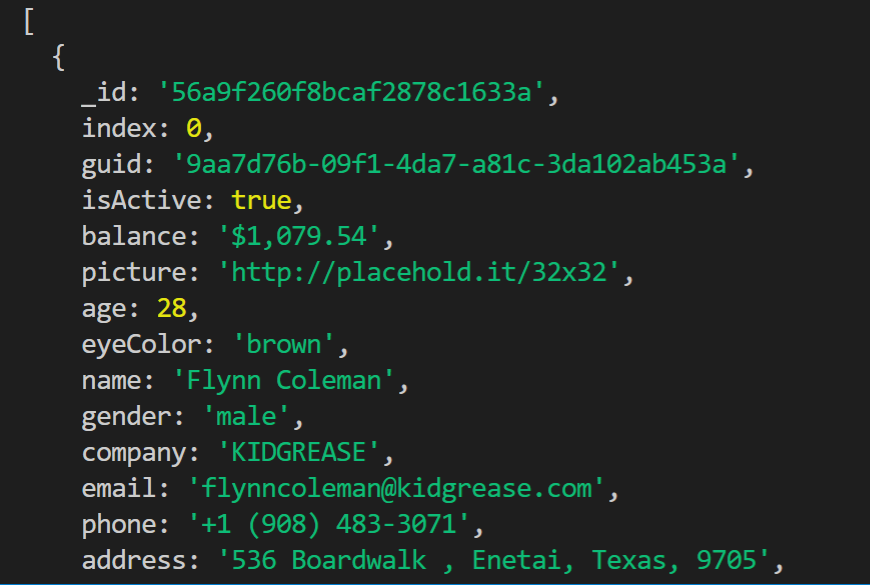 [
{
_id: '56a9f260f8bcaf2878c1633a',
index: 0,
guid: '9aa7d76b-09f1-4da7-a81c-3da102ab453a',
isActive: true,
balance: '$1,079.54',
picture: 'http://placehold.it/32x32',
age: 28,
eyeColor: 'brown',
name: 'Flynn Coleman',
gender: 'male',
company: 'KIDGREASE',
email: 'flynncoleman@kidgrease.com',
phone: '+1 (908) 483-3071',
address: '536 Boardwalk , Enetai, Texas, 9705',